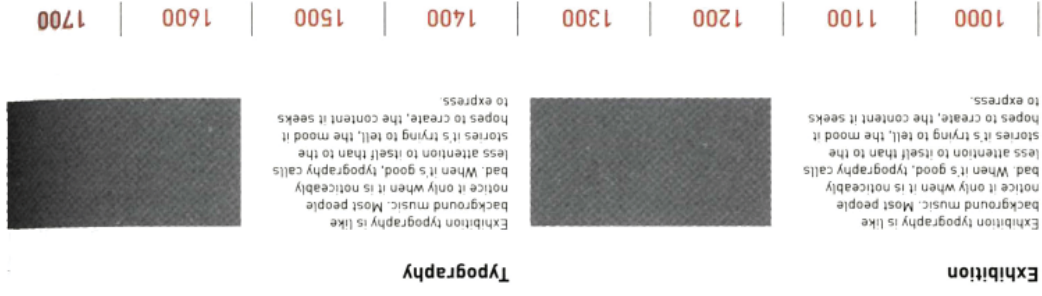 Exhibition
Exhibition typography is like
background music. Most people
notice it only when it is noticeably
bad. When it's good, typography calls
less attention to itself than to the
stories it's trying to tell, the mood it
hopes to create, the content it seeks
to express.
Typography
Exhibition typography is like
background music. Most people
notice it only when it is noticeably
bad. When it's good, typography calls
less attention to itself than to the
stories it's trying to tell, the mood it
hopes to create, the content it seeks
to express.
1000 1100 1200 1300 1400 1500 1600 1700